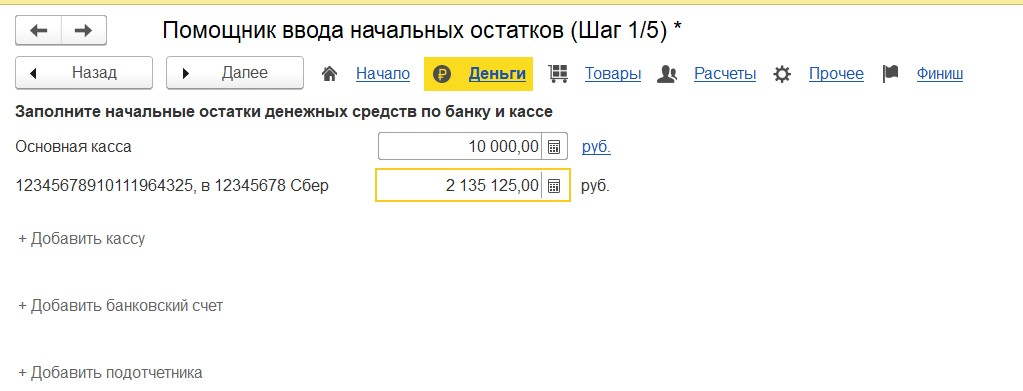 Помощник ввода начальных остатков (Шаг 1/5) *
Назад Далее Начало Деньги Товары Расчеты Прочее Финиш
Заполните начальные остатки денежных средств по банку и кассе
Основная касса 10 000,00 руб.
12345678910111964325, в 12345678 Сбер 2 135 125,00 руб.
+ Добавить кассу
+ Добавить банковский счет
+ Добавить подотчетника